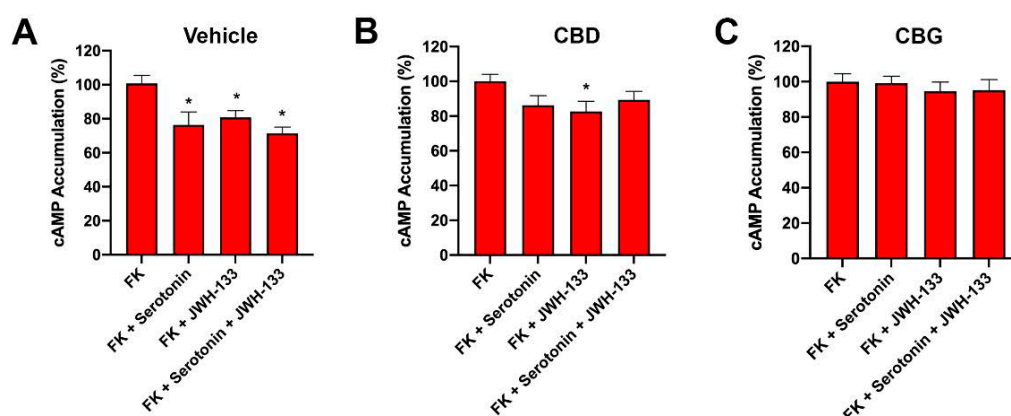 A
Vehicle
cAMP Accumulation (%)
120
100
80
60
40
20
0
*
*
*
FK
FK + Serotonin
FK + JWH-133
FK + Serotonin + JWH-133
B
CBD
cAMP Accumulation (%)
120
100
80
60
40
20
0
*
FK
FK + Serotonin
FK + JWH-133
FK + Serotonin + JWH-133
C
CBG
cAMP Accumulation (%)
120
100
80
60
40
20
0
FK
FK + Serotonin
FK + JWH-133
FK + Serotonin + JWH-133